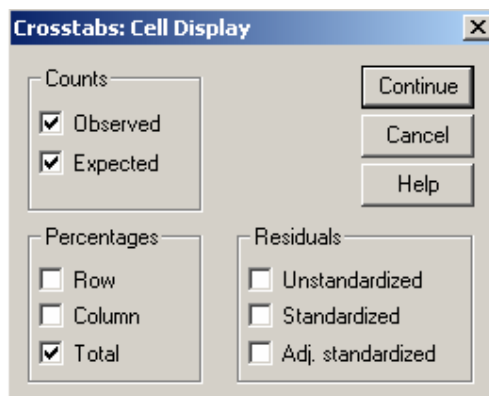 Crosstabs: Cell Display
Counts
Observed
Expected
Continue
Cancel
Help
Percentages
Row
Column
Total
Residuals
Unstandardized
Standardized
Adj. standardized